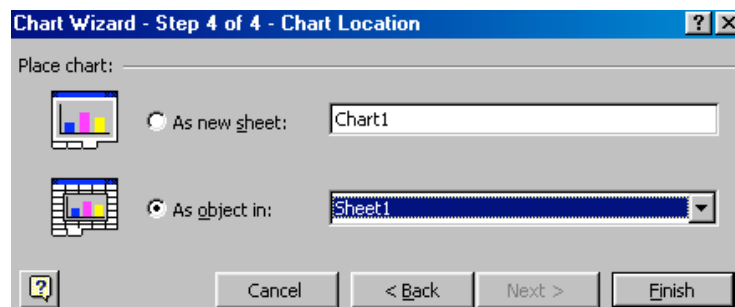 Chart Wizard - Step 4 of 4 - Chart Location
Place chart:
As new sheet: Chart1
As object in: Sheet1
Cancel < Back Next > Finish